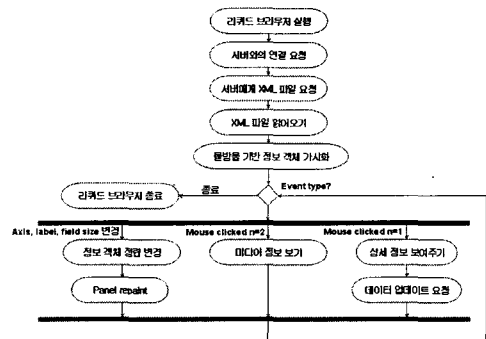 리퀴드 브라우저 실행
서버와의 연결 요청
서버에게 XML 파일 요청
XML 파일 읽어오기
물방울 기반 정보 객체 가시화
종료
Event type?
리퀴드 브라우저 종료
Axis, label, field size 변경
Mouse clicked n=2
Mouse clicked n=1
정보 객체 정렬 변경
미디어 정보 보기
상세 정보 보여주기
Panel repaint
데이터 업데이트 요청